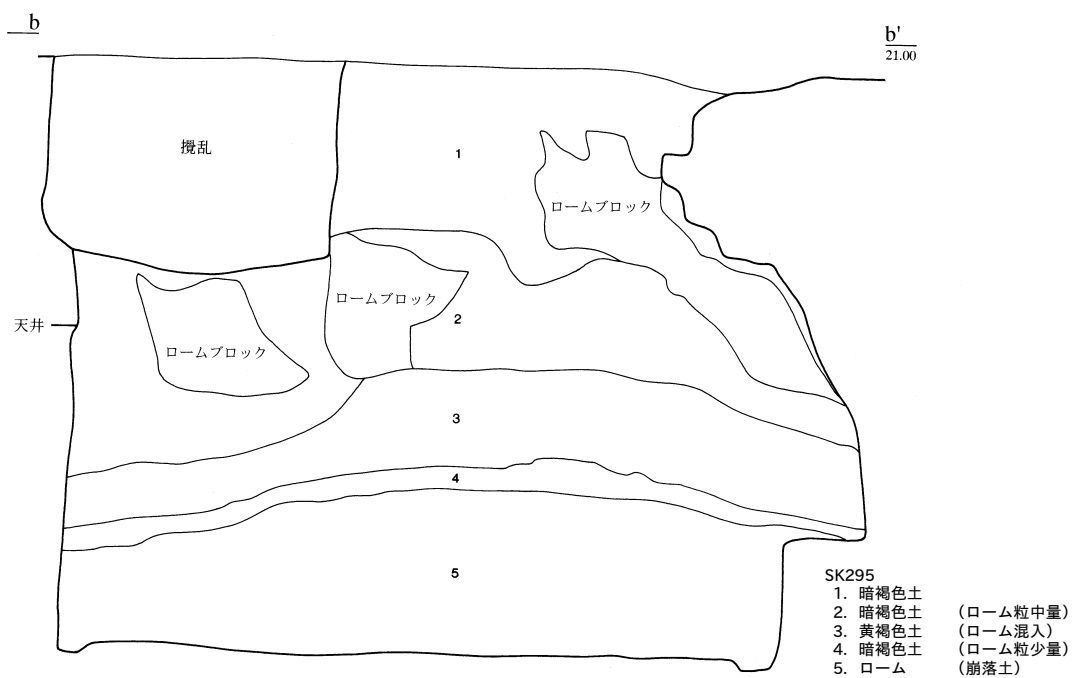 b
b'
21.00
攪乱
1
ロームブロック
ロームブロック
2
天井
ロームブロック
3
4
5
SK295
1. 暗褐色土
2. 暗褐色土 (ローム粒中量)
3. 黄褐色土 (ローム混入)
4. 暗褐色土 (ローム粒少量)
5. ローム (崩落土)